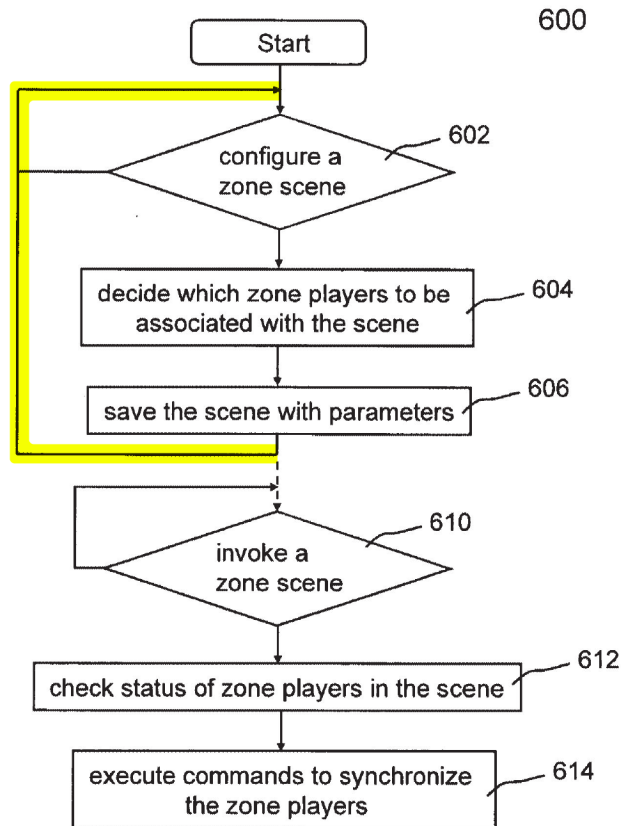 600
Start
configure a
zone scene
602
decide which zone players to be
associated with the scene
604
save the scene with parameters
606
invoke a
zone scene
610
check status of zone players in the scene
612
execute commands to synchronize
the zone players
614